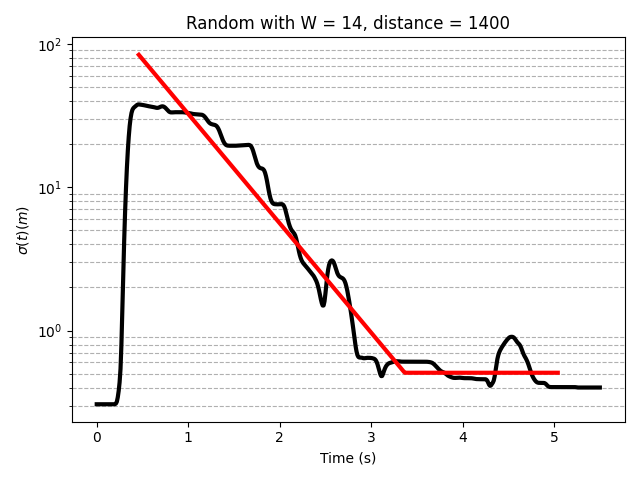 Random with W = 14, distance = 1400
10²
10¹
10⁰
σ(t)(m)
0 1 2 3 4 5
Time (s)